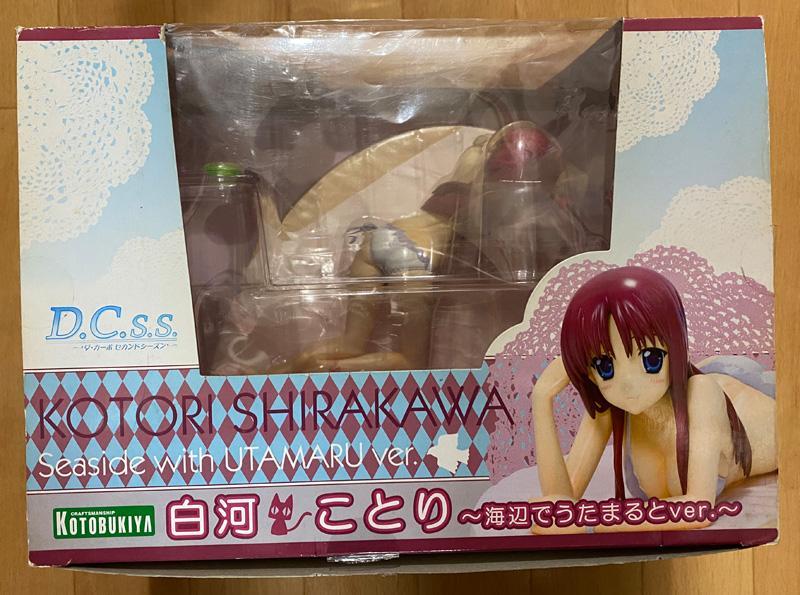 D.C.s.s.
～ダ・カーポ セカンドシーズン～
KOTORI SHIRAKAWA
Seaside with UTAMARU ver.
CRAFTSMANSHIP
KOTOBUKIYA
白河ことり～海辺でうたまるとver.～